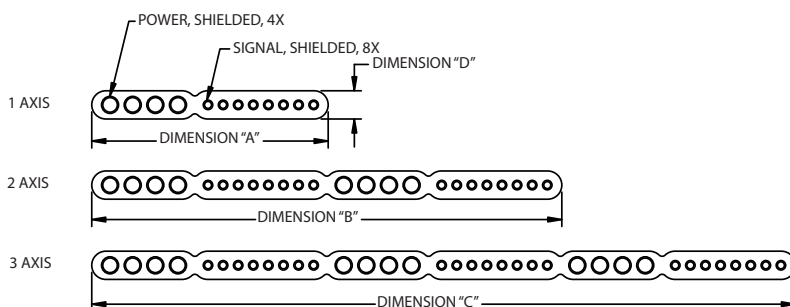 POWER, SHIELDED, 4X
SIGNAL, SHIELDED, 8X
DIMENSION “D”
1 AXIS
DIMENSION “A”
2 AXIS
DIMENSION “B”
3 AXIS
DIMENSION “C”